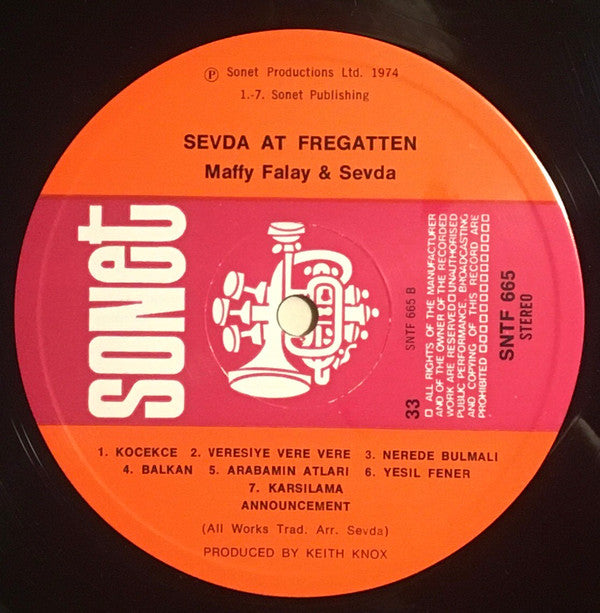 ℗ Sonet Productions Ltd. 1974
1.-7. Sonet Publishing
SEVDA AT FREGATTEN
Maffy Falay & Sevda
sonet
SNTF 665 B
33
□ ALL RIGHTS OF THE MANUFACTURER
AND OF THE OWNER OF THE RECORDED
WORK ARE RESERVED □ UNAUTHORISED
PUBLIC PERFORMANCE, BROADCASTING
AND COPYING OF THIS RECORD ARE
PROHIBITED □□□□□□□□□□□□
SNTF 665
STEREO
1. KOCEKCE 2. VERESIYE VERE VERE 3. NEREDE BULMALI
4. BALKAN 5. ARABAMIN ATLARI 6. YESIL FENER
7. KARSILAMA
ANNOUNCEMENT
(All Works Trad. Arr. Sevda)
PRODUCED BY KEITH KNOX